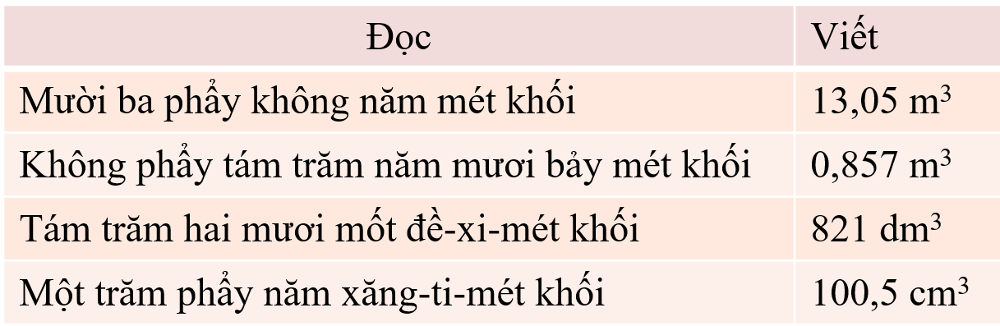 Đọc Viết
Mười ba phẩy không năm mét khối 13,05 m³
Không phẩy tám trăm năm mươi bảy mét khối 0,857 m³
Tám trăm hai mươi mốt đề-xi-mét khối 821 dm³
Một trăm phẩy năm xăng-ti-mét khối 100,5 cm³